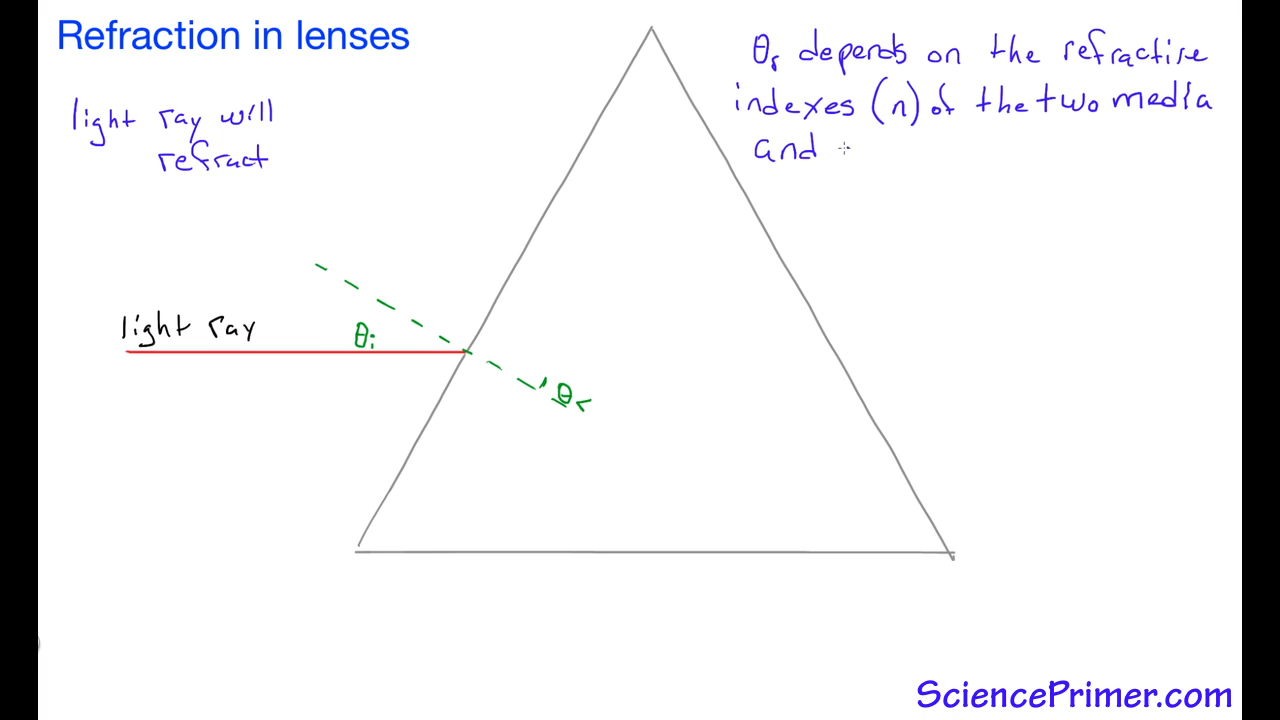 Refraction in lenses
light ray will
refract
θr depends on the refractive
indexes (n) of the two media
and
light ray
θi
θr
SciencePrimer.com